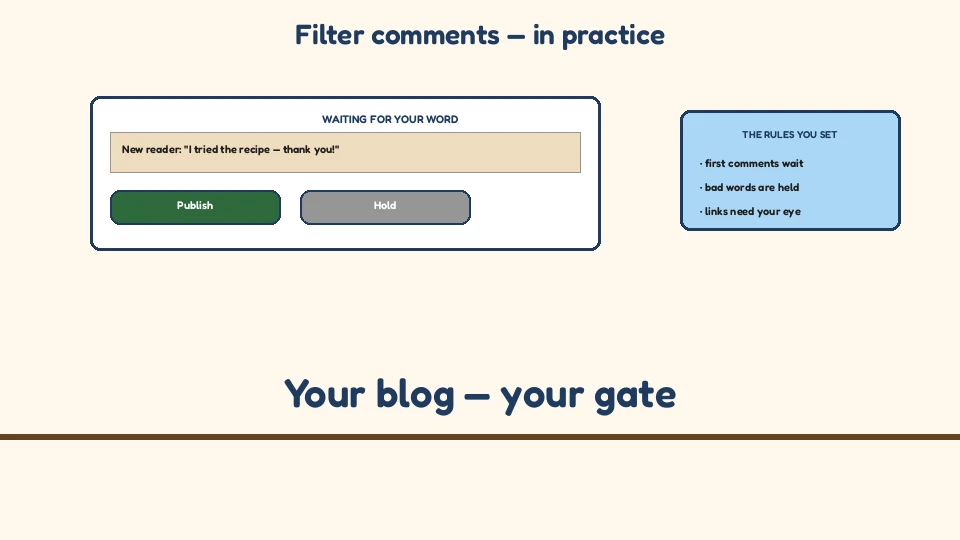 Filter comments — in practice
WAITING FOR YOUR WORD
New reader: "I tried the recipe — thank you!"
Publish
Hold
THE RULES YOU SET
· first comments wait
· bad words are held
· links need your eye
Your blog — your gate